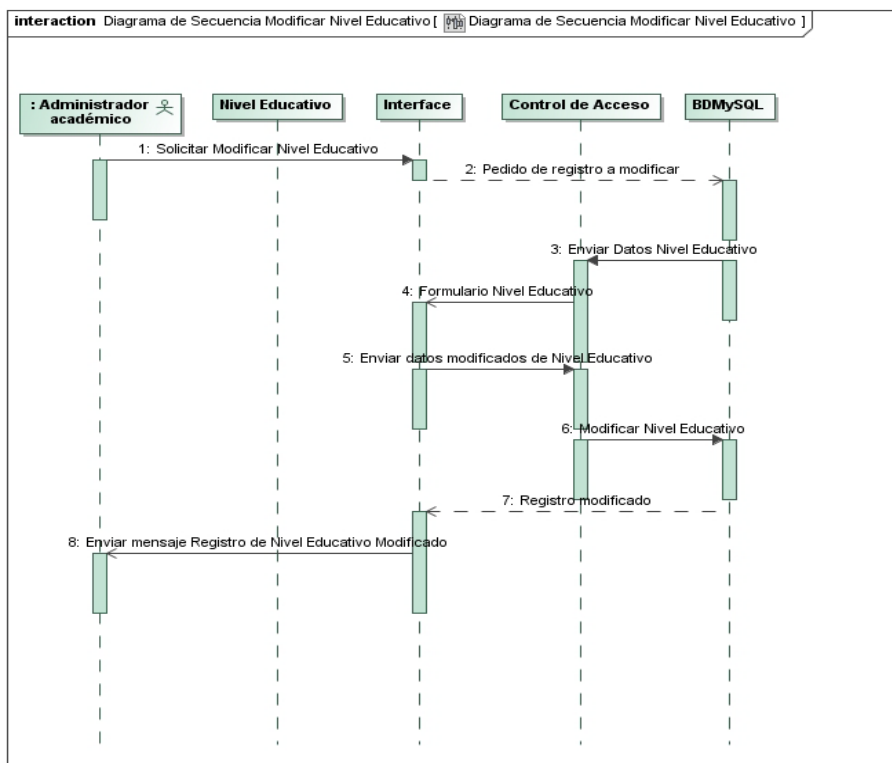 interaction Diagrama de Secuencia Modificar Nivel Educativo[ Diagrama de Secuencia Modificar Nivel Educativo ]
: Administrador
académico
Nivel Educativo
Interface
Control de Acceso
BDMySQL
1: Solicitar Modificar Nivel Educativo
2: Pedido de registro a modificar
3: Enviar Datos Nivel Educativo
4: Formulario Nivel Educativo
5: Enviar datos modificados de Nivel Educativo
6: Modificar Nivel Educativo
7: Registro modificado
8: Enviar mensaje Registro de Nivel Educativo Modificado